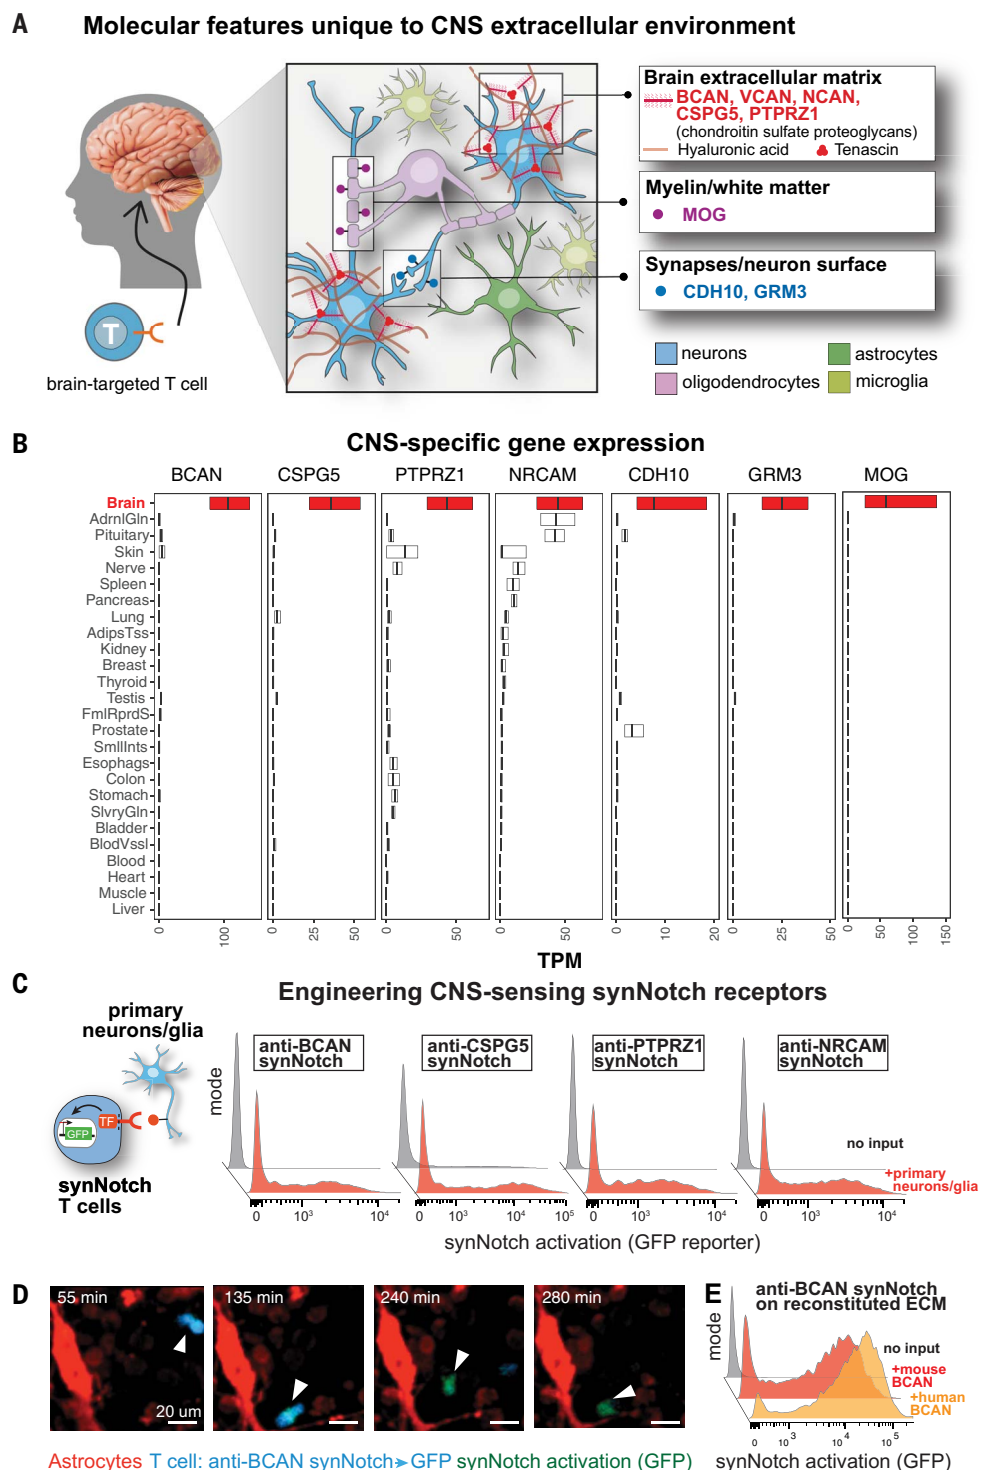 A
Molecular features unique to CNS extracellular environment
T
brain-targeted T cell
Brain extracellular matrix
BCAN, VCAN, NCAN,
CSPG5, PTPRZ1
(chondroitin sulfate proteoglycans)
Hyaluronic acid
Tenascin
Myelin/white matter
MOG
Synapses/neuron surface
CDH10, GRM3
neurons
astrocytes
oligodendrocytes
microglia
B
CNS-specific gene expression
BCAN CSPG5 PTPRZ1 NRCAM CDH10 GRM3 MOG
Brain
AdrnlGln
Pituitary
Skin
Nerve
Spleen
Pancreas
Lung
AdipsTss
Kidney
Breast
Thyroid
Testis
FmlRprdS
Prostate
SmllInts
Esophags
Colon
Stomach
SlvryGln
Bladder
BlodVssl
Blood
Heart
Muscle
Liver
0 100 0 25 50 0 50 0 50 0 10 20 0 25 50 0 50 100 150
TPM
C
Engineering CNS-sensing synNotch receptors
primary
neurons/glia
TF
GFP
synNotch
T cells
mode
anti-BCAN
synNotch
anti-CSPG5
synNotch
anti-PTPRZ1
synNotch
anti-NRCAM
synNotch
no input
+primary
neurons/glia
0 10³ 10⁴ 0 10³ 10⁴ 10⁵ 0 10³ 10⁴ 0 10³ 10⁴
synNotch activation (GFP reporter)
D
55 min
135 min
240 min
280 min
20 um
Astrocytes T cell: anti-BCAN synNotch➤GFP synNotch activation (GFP)
E
anti-BCAN synNotch
on reconstituted ECM
mode
no input
+mouse
BCAN
+human
BCAN
0 10³ 10⁴ 10⁵
synNotch activation (GFP)